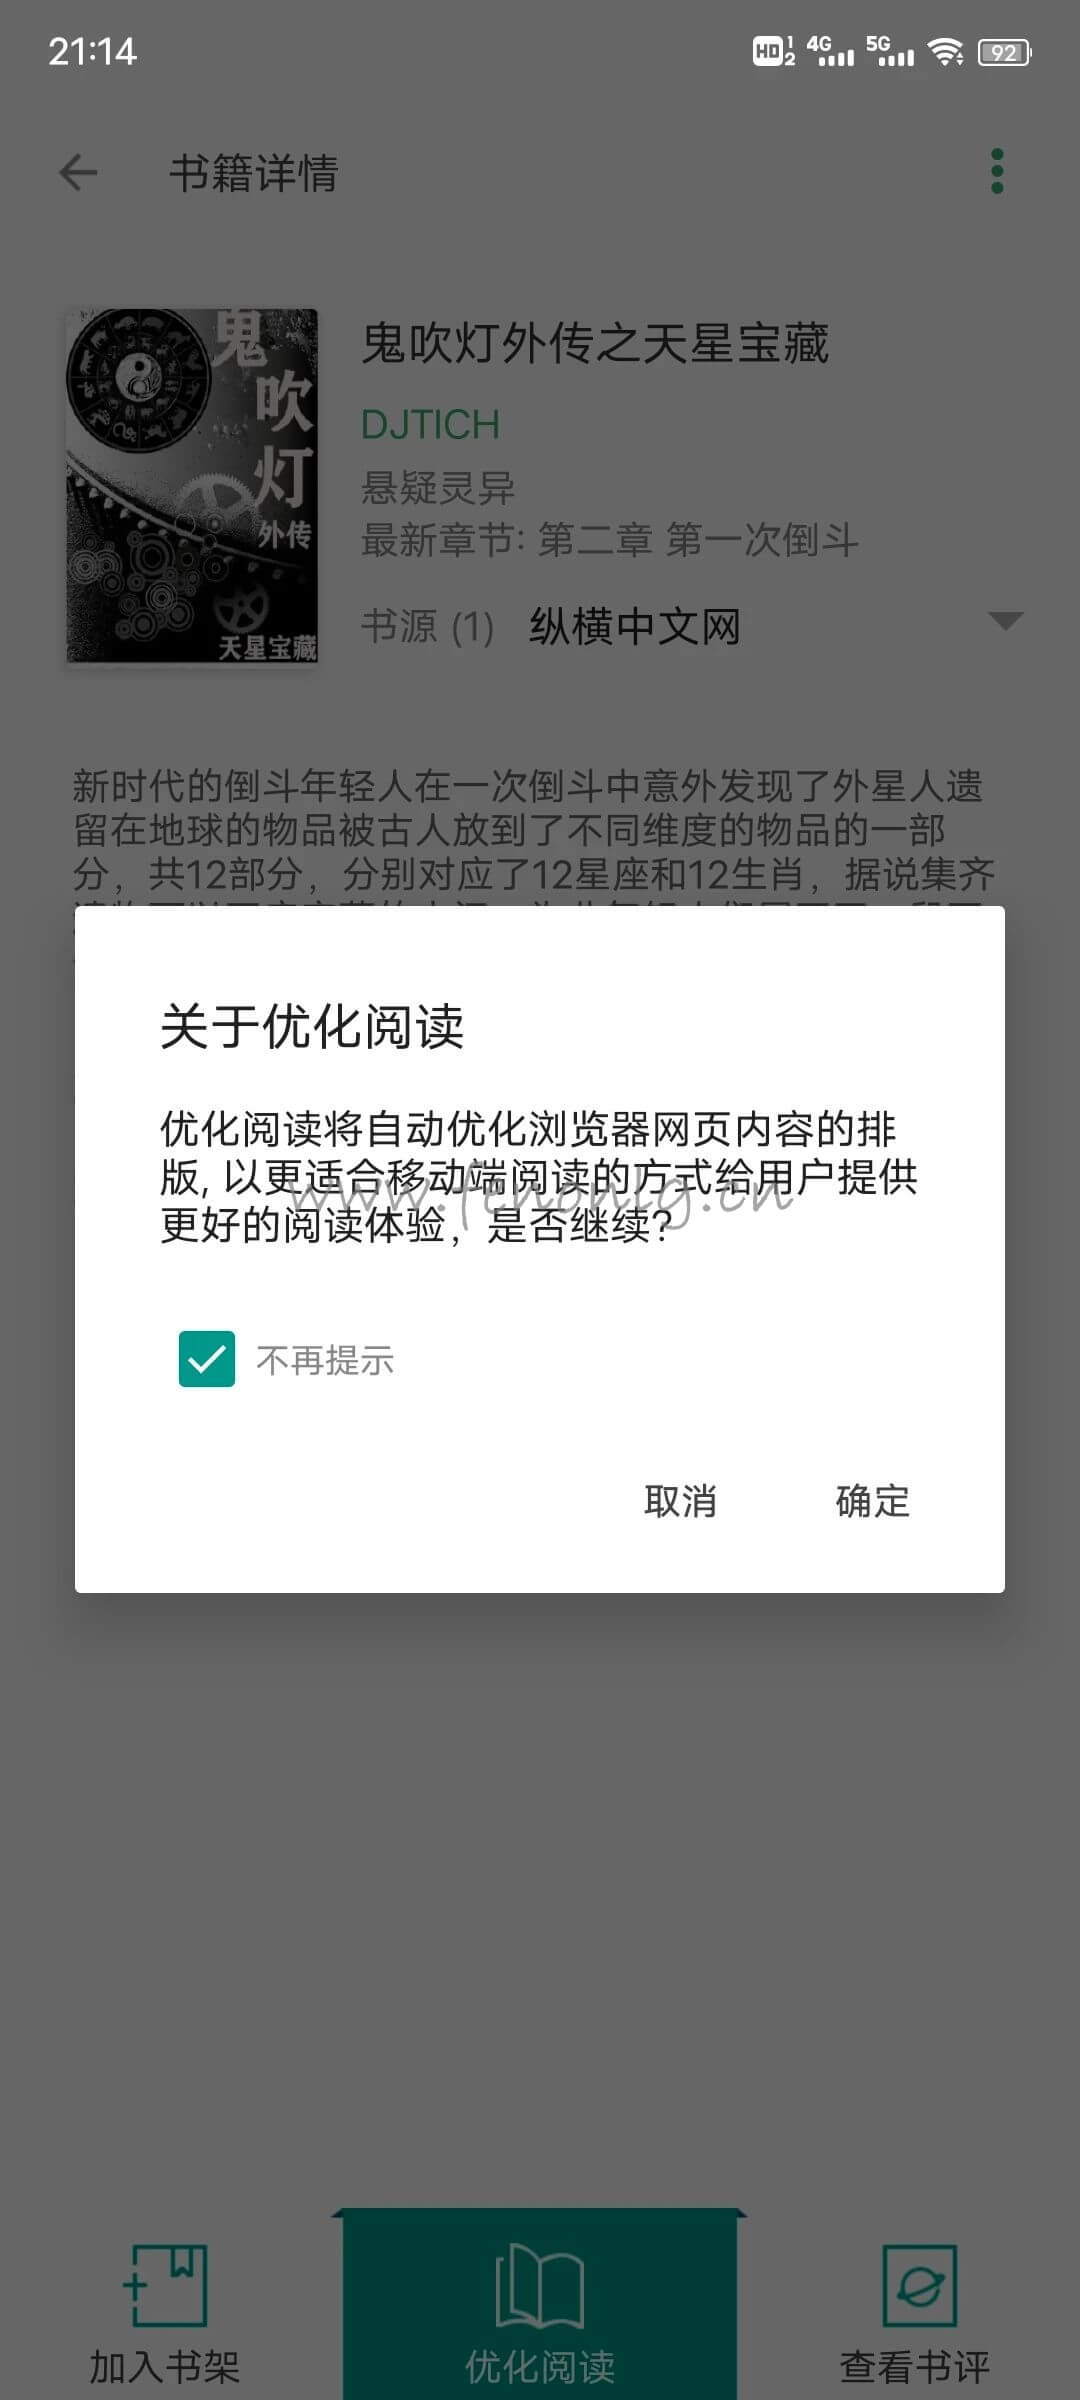 21:14
HD 1 2 4G 5G 92
书籍详情
鬼
吹
灯
外传
天星宝藏
鬼吹灯外传之天星宝藏
DJTICH
悬疑灵异
最新章节: 第二章 第一次倒斗
书源 (1) 纵横中文网
新时代的倒斗年轻人在一次倒斗中意外发现了外星人遗
留在地球的物品被古人放到了不同维度的物品的一部
分，共12部分，分别对应了12星座和12生肖，据说集齐
关于优化阅读
优化阅读将自动优化浏览器网页内容的排
版, 以更适合移动端阅读的方式给用户提供
更好的阅读体验，是否继续?
www.fenonlg.cn
不再提示
取消 确定
加入书架 优化阅读 查看书评